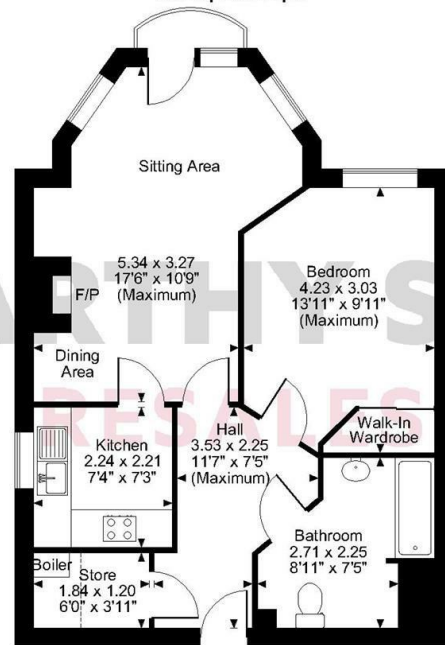 Sitting Area
5.34 x 3.27
17'6" x 10'9"
(Maximum)
F/P
Dining
Area
Bedroom
4.23 x 3.03
13'11" x 9'11"
(Maximum)
Walk-In
Wardrobe
Kitchen
2.24 x 2.21
7'4" x 7'3"
Hall
3.53 x 2.25
11'7" x 7'5"
(Maximum)
Boiler
Store
1.84 x 1.20
6'0" x 3'11"
Bathroom
2.71 x 2.25
8'11" x 7'5"
ARTHY S
RESALES